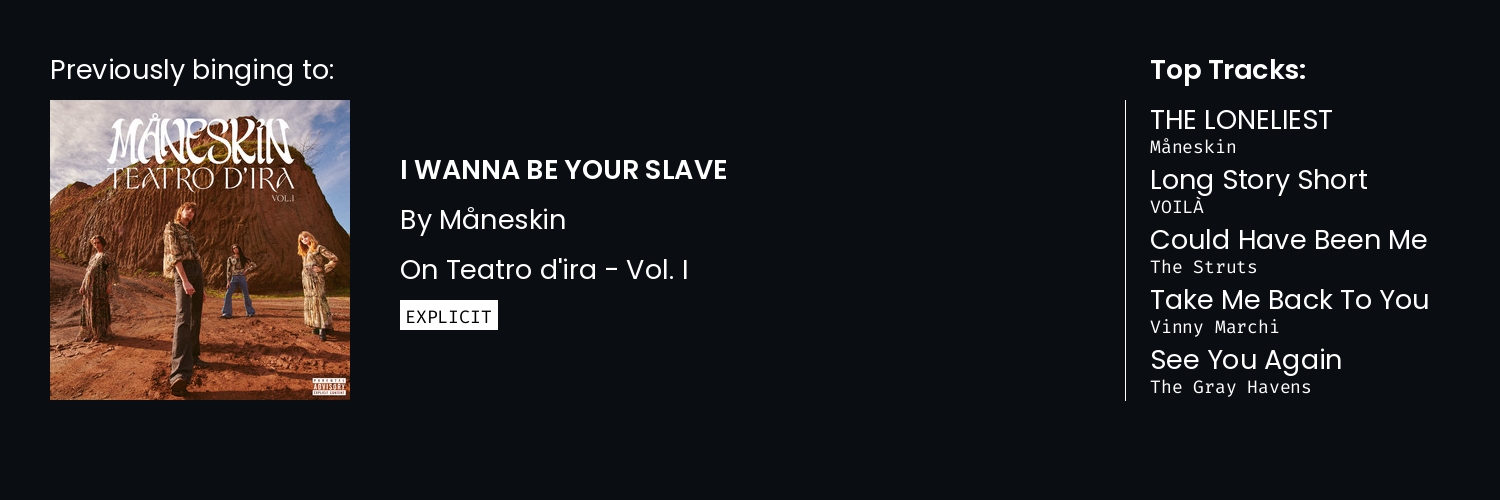 Previously binging to:
MÅNESKIN
TEATRO D'IRA
VOL.I
PARENTAL
ADVISORY
EXPLICIT CONTENT
I WANNA BE YOUR SLAVE
By Måneskin
On Teatro d'ira - Vol. I
EXPLICIT
Top Tracks:
THE LONELIEST
Måneskin
Long Story Short
VOILÀ
Could Have Been Me
The Struts
Take Me Back To You
Vinny Marchi
See You Again
The Gray Havens